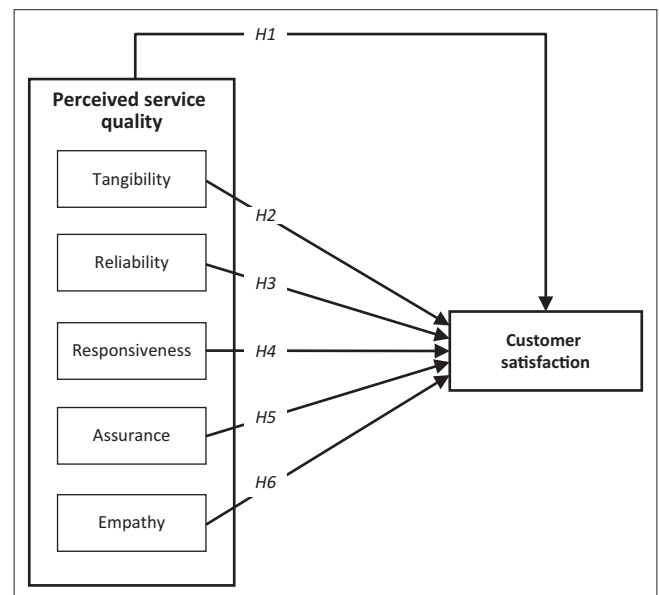 H1
Perceived service
quality
Tangibility
H2
Reliability
H3
Responsiveness
H4
Assurance
H5
Empathy
H6
Customer
satisfaction